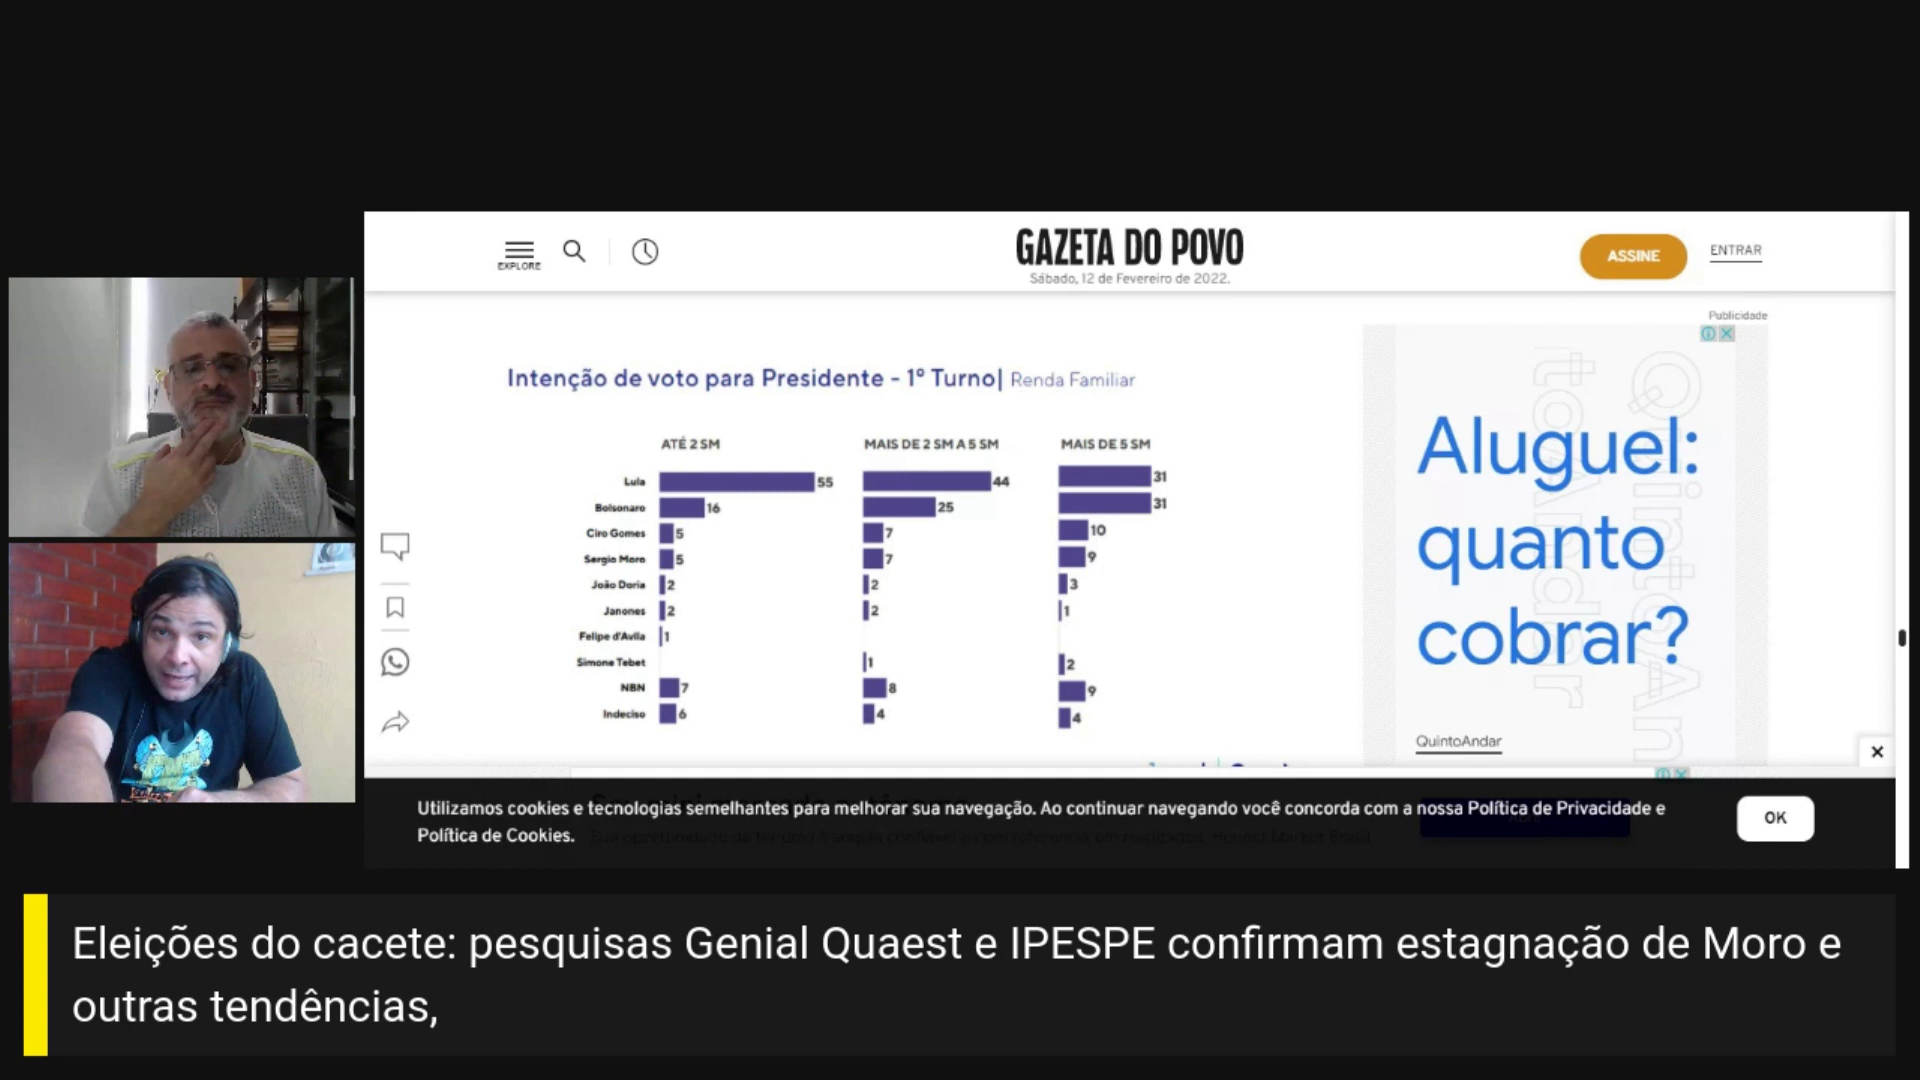 EXPLORE
GAZETA DO POVO
Sábado, 12 de Fevereiro de 2022.
ASSINE
ENTRAR
Publicidade
Intenção de voto para Presidente - 1º Turno| Renda Familiar
ATÉ 2 SM MAIS DE 2 SM A 5 SM MAIS DE 5 SM
Lula 55 44 31
Bolsonaro 16 25 31
Ciro Gomes 5 7 10
Sergio Moro 5 7 9
João Doria 2 2 3
Janones 2 2 1
Felipe d'Avila 1
Simone Tebet 1 2
NBN 7 8 9
Indeciso 6 4 4
Aluguel:
quanto
cobrar?
QuintoAndar
Utilizamos cookies e tecnologias semelhantes para melhorar sua navegação. Ao continuar navegando você concorda com a nossa Política de Privacidade e
Política de Cookies.
OK
Eleições do cacete: pesquisas Genial Quaest e IPESPE confirmam estagnação de Moro e
outras tendências,